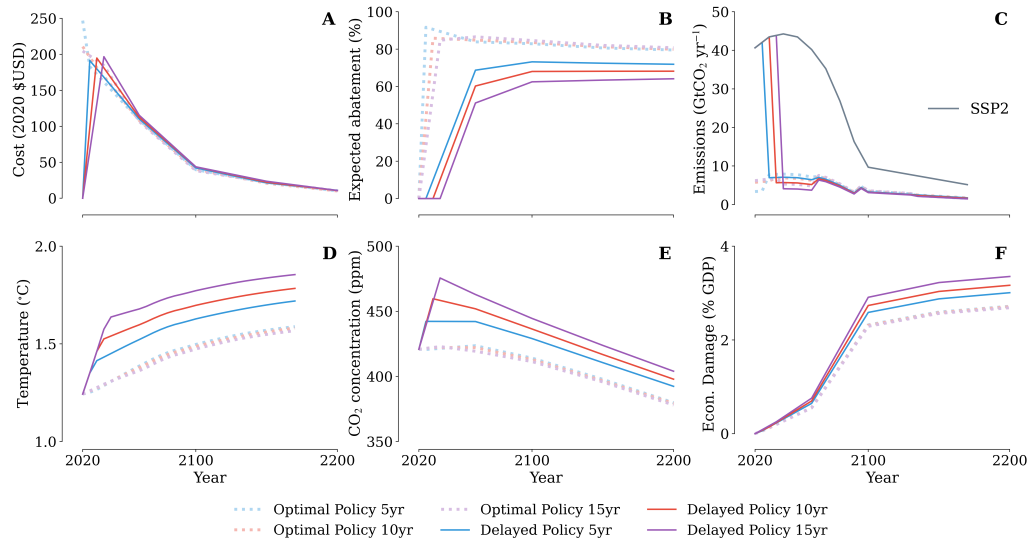 A
B
C
Cost (2020 $USD)
250
200
150
100
50
0
Expected abatement (%)
100
80
60
40
20
0
Emissions (GtCO₂ yr⁻¹)
50
40
30
20
10
0
SSP2
2100
2200
D
E
F
Temperature (°C)
2.0
1.5
1.0
2020 2100 2200
Year
CO₂ concentration (ppm)
500
450
400
350
2020 2100 2200
Year
Econ. Damage (% GDP)
4
2
0
2020 2100 2200
Year
Optimal Policy 5yr Optimal Policy 15yr Delayed Policy 10yr
Optimal Policy 10yr Delayed Policy 5yr Delayed Policy 15yr